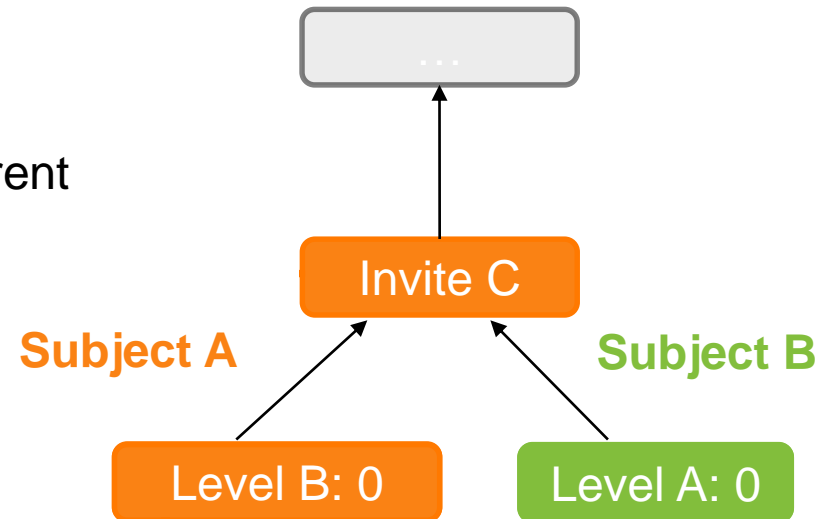 ...
rent
Invite C
Subject A
Subject B
Level B: 0
Level A: 0